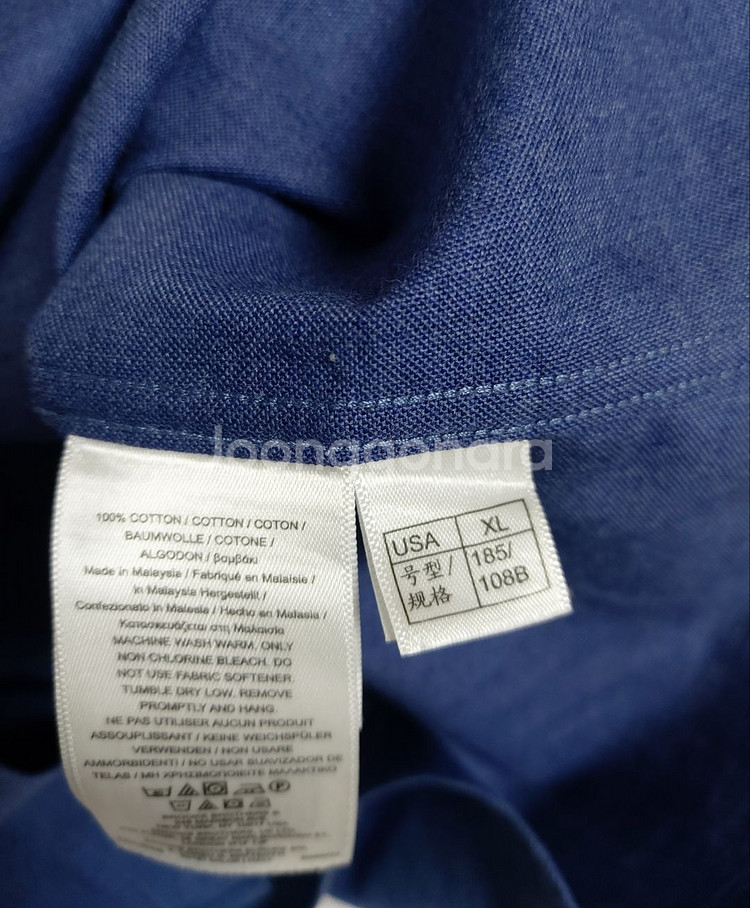 joonggonara
100% COTTON / COTTON / COTON /
BAUMWOLLE / COTONE /
ALGODON / βαμβάκι
Made in Malaysia / Fabriqué en Malaisie /
in Malaysia Hergestellt /
Confezionato in Malesia / Hecho en Malasia /
Κατασκευάζεται στη Μαλαισία
MACHINE WASH WARM, ONLY
NON CHLORINE BLEACH. DO
NOT USE FABRIC SOFTENER.
TUMBLE DRY LOW. REMOVE
PROMPTLY AND HANG.
NE PAS UTILISER AUCUN PRODUIT
ASSOUPLISSANT / KEINE WEICHSPÜLER
VERWENDEN / NON USARE
AMMORBIDENTI / NO USAR SUAVIZADOR DE
TELAS / ΜΗ ΧΡΗΣΙΜΟΠΟΙΕΙΤΕ ΜΑΛΑΚΤΙΚΟ
USA XL
号型/ 185/
规格 108B